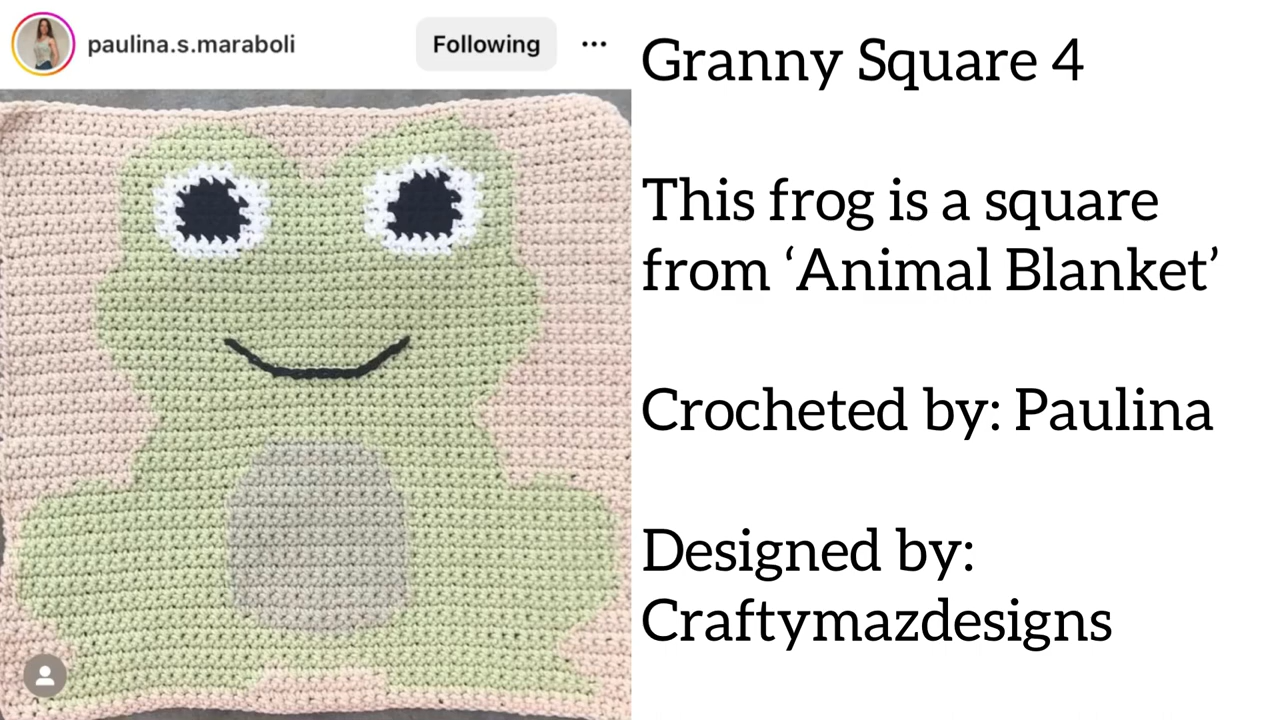 paulina.s.maraboli
Following
Granny Square 4
This frog is a square
from ‘Animal Blanket’
Crocheted by: Paulina
Designed by:
Craftymazdesigns